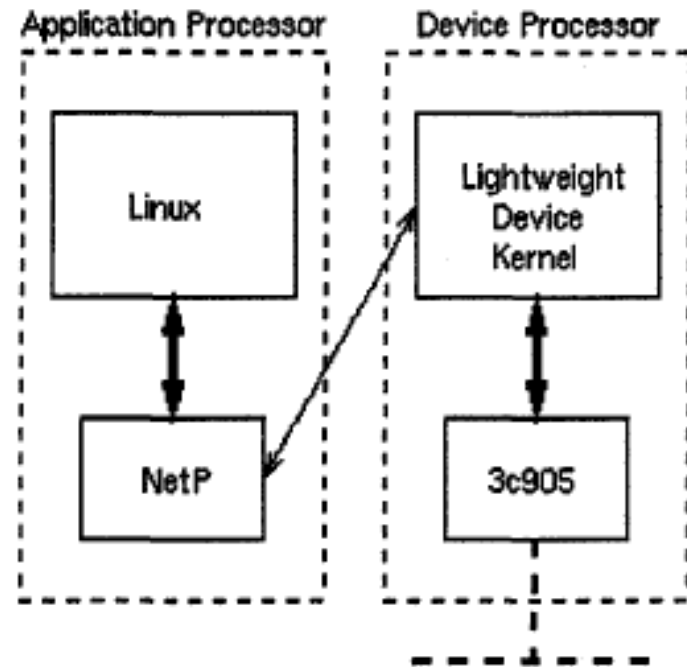 Application Processor
Device Processor
Linux
Lightweight
Device
Kernel
NetP
3c905